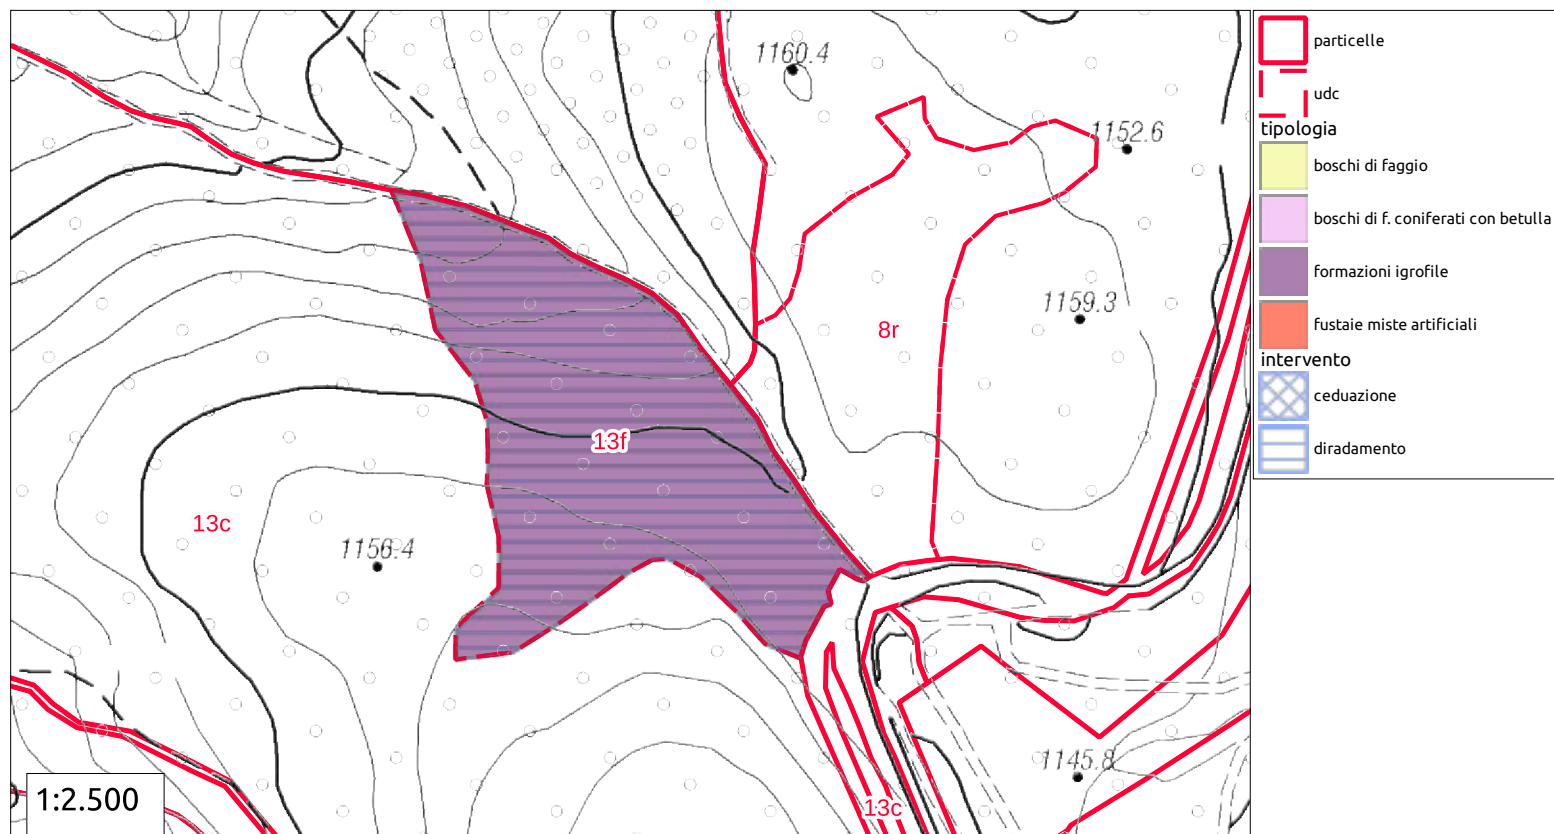 1160.4
1152.6
1159.3
8r
13f
13c
1156.4
1145.8
13c
1:2.500
particelle
udc
tipologia
boschi di faggio
boschi di f. coniferati con betulla
formazioni igrofile
fustaie miste artificiali
intervento
ceduazione
diradamento